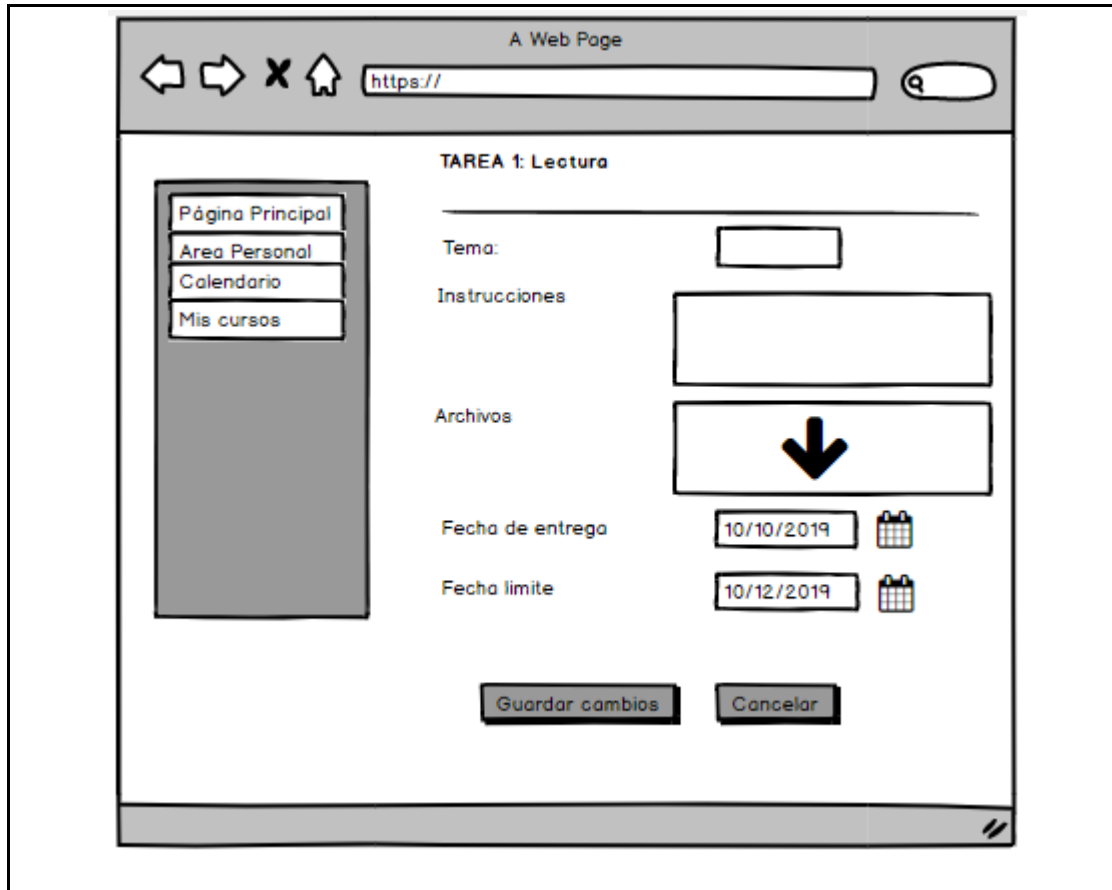 A Web Page
https://
TAREA 1: Lectura
Página Principal
Area Personal
Calendario
Mis cursos
Tema:
Instrucciones
Archivos
Fecha de entrega
10/10/2019
Fecha limite
10/12/2019
Guardar cambios
Cancelar